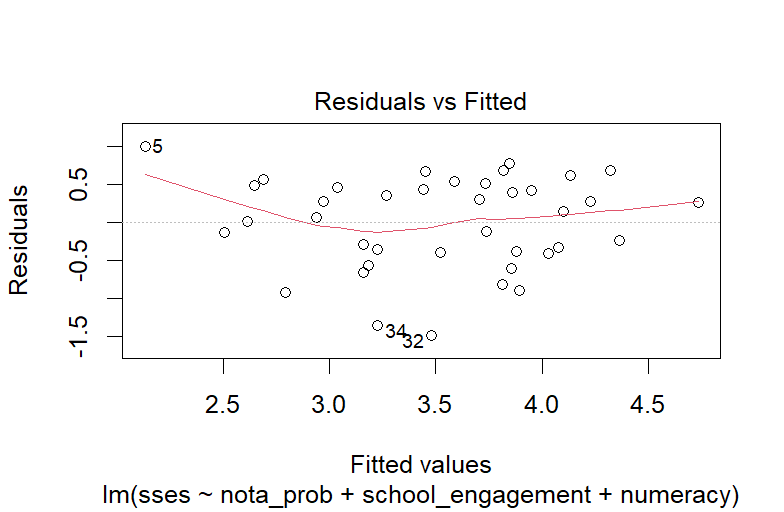 Residuals vs Fitted
Residuals
0.5
-0.5
-1.5
5
34
32
2.5 3.0 3.5 4.0 4.5
Fitted values
lm(sses ~ nota_prob + school_engagement + numeracy)